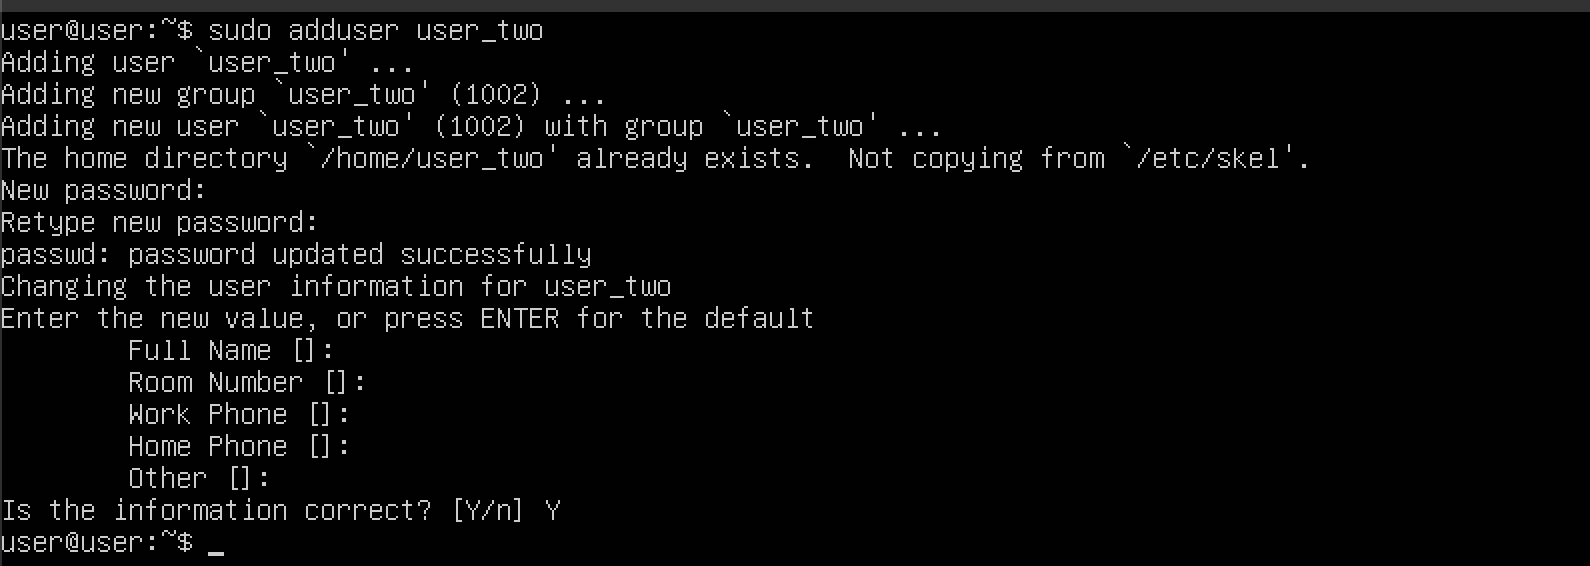 user@user:~$ sudo adduser user_two
Adding user `user_two' ...
Adding new group `user_two' (1002) ...
Adding new user `user_two' (1002) with group `user_two' ...
The home directory `/home/user_two' already exists.  Not copying from `/etc/skel'.
New password:
Retype new password:
passwd: password updated successfully
Changing the user information for user_two
Enter the new value, or press ENTER for the default
        Full Name []:
        Room Number []:
        Work Phone []:
        Home Phone []:
        Other []:
Is the information correct? [Y/n] Y
user@user:~$ _